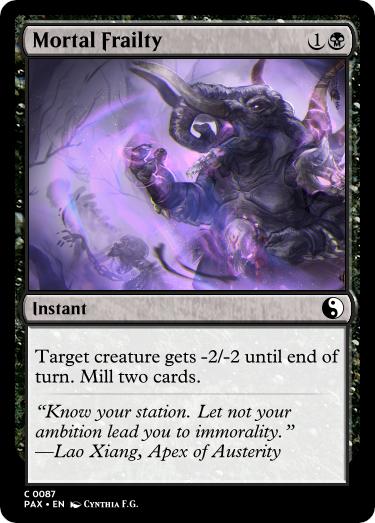 Mortal Frailty 1
Instant
Target creature gets -2/-2 until end of
turn. Mill two cards.
“Know your station. Let not your
ambition lead you to immorality.”
—Lao Xiang, Apex of Austerity
C 0087
PAX • EN Cynthia F.G.